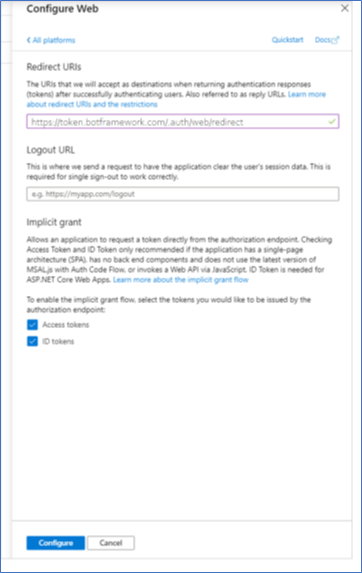 Configure Web
All platforms
Quickstart
Docs
Redirect URIs
The URIs that we will accept as destinations when returning authentication responses
(tokens) after successfully authenticating users. Also referred to as reply URLs. Learn more
about redirect URIs and the restrictions
https://token.botframework.com/.auth/web/redirect
Logout URL
This is where we send a request to have the application clear the user's session data. This is
required for single sign-out to work correctly.
e.g. https://myapp.com/logout
Implicit grant
Allows an application to request a token directly from the authorization endpoint. Checking
Access Token and ID Token only recommended if the application has a single-page
architecture (SPA), has no back end components and does not use the latest version of
MSAL.js with Auth Code Flow, or invokes a Web API via JavaScript. ID Token is needed for
ASP.NET Core Web Apps. Learn more about the implicit grant flow
To enable the implicit grant flow, select the tokens you would like to be issued by the
authorization endpoint:
Access tokens
ID tokens
Configure
Cancel